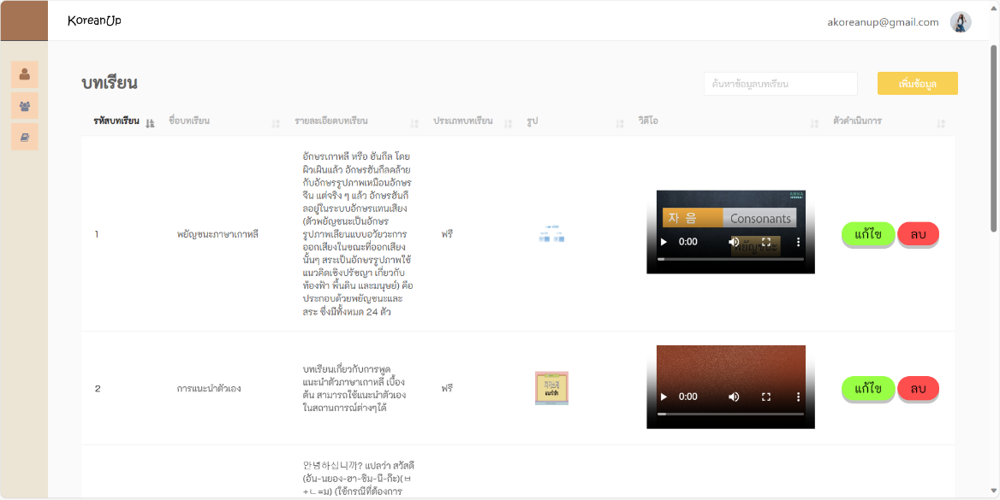 KoreanUp
akoreanup@gmail.com
บทเรียน
ค้นหาข้อมูลบทเรียน
เพิ่มข้อมูล
รหัสบทเรียน ชื่อบทเรียน รายละเอียดบทเรียน ประเภทบทเรียน รูป วิดีโอ ตัวดำเนินการ
1
พยัญชนะภาษาเกาหลี
อักษรเกาหลี หรือ ฮันกึล โดย
ผิวเผินแล้ว อักษรฮันกึลคล้าย
กับอักษรรูปภาพเหมือนอักษร
จีน แต่จริง ๆ แล้ว อักษรฮันกึ
ลอยู่ในระบบอักษรแทนเสียง
(ตัวพยัญชนะเป็นอักษร
รูปภาพเลียนแบบอวัยวะการ
ออกเสียงในขณะที่ออกเสียง
นั้นๆ สระเป็นอักษรรูปภาพใช้
แนวคิดเชิงปรัชญา เกี่ยวกับ
ท้องฟ้า พื้นดิน และมนุษย์) คือ
ประกอบด้วยพยัญชนะและ
สระ ซึ่งมีทั้งหมด 24 ตัว
ฟรี
자 음 Consonants
พยัญชนะ
0:00
แก้ไข ลบ
2
การแนะนำตัวเอง
บทเรียนเกี่ยวกับการพูด
แนะนำตัวภาษาเกาหลี เบื้อง
ต้น สามารถใช้แนะนำตัวเอง
ในสถานการณ์ต่างๆได้
ฟรี
0:00
แก้ไข ลบ
안녕하십니까? แปลว่า สวัสดี
(อัน-นยอง-ฮา-ชิม-นี-ก๊ะ)(ㅂ
+ㄴ=ม) (ใช้กรณีที่ต้องการ